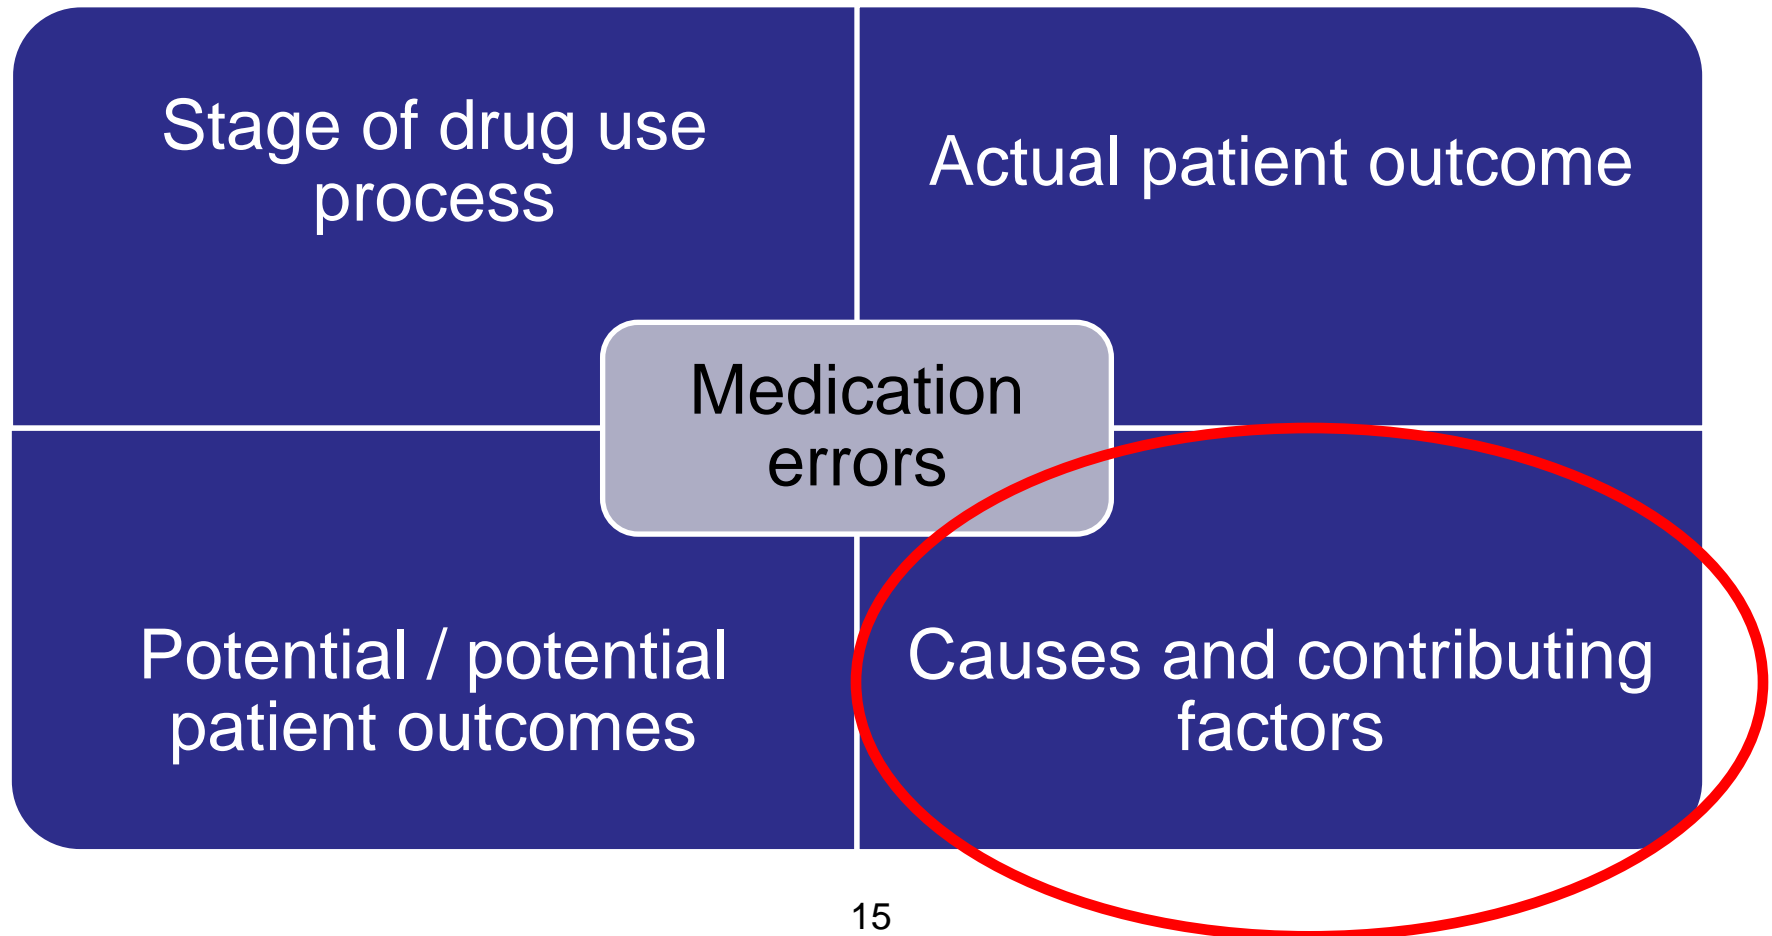 Stage of drug use
process
Actual patient outcome
Medication
errors
Potential / potential
patient outcomes
Causes and contributing
factors
15